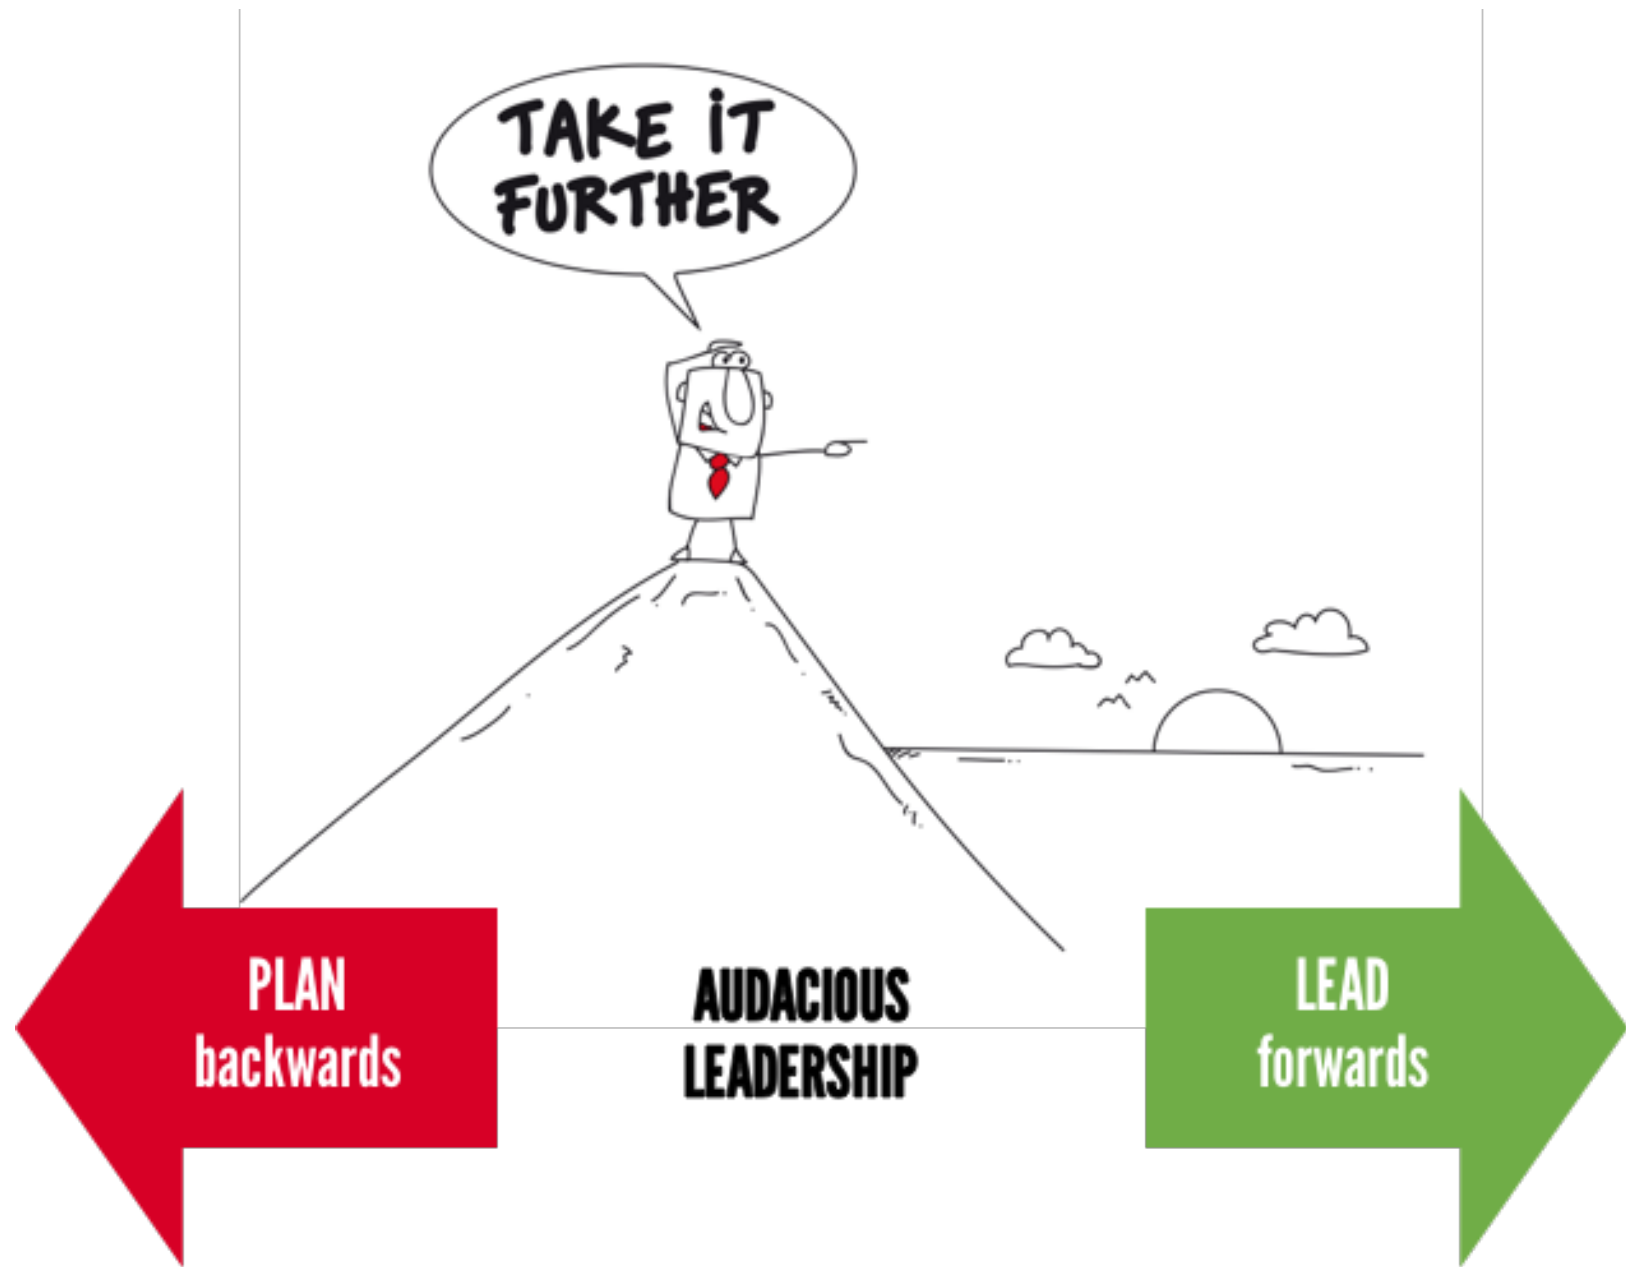 TAKE IT
FURTHER
PLAN
backwards
AUDACIOUS
LEADERSHIP
LEAD
forwards